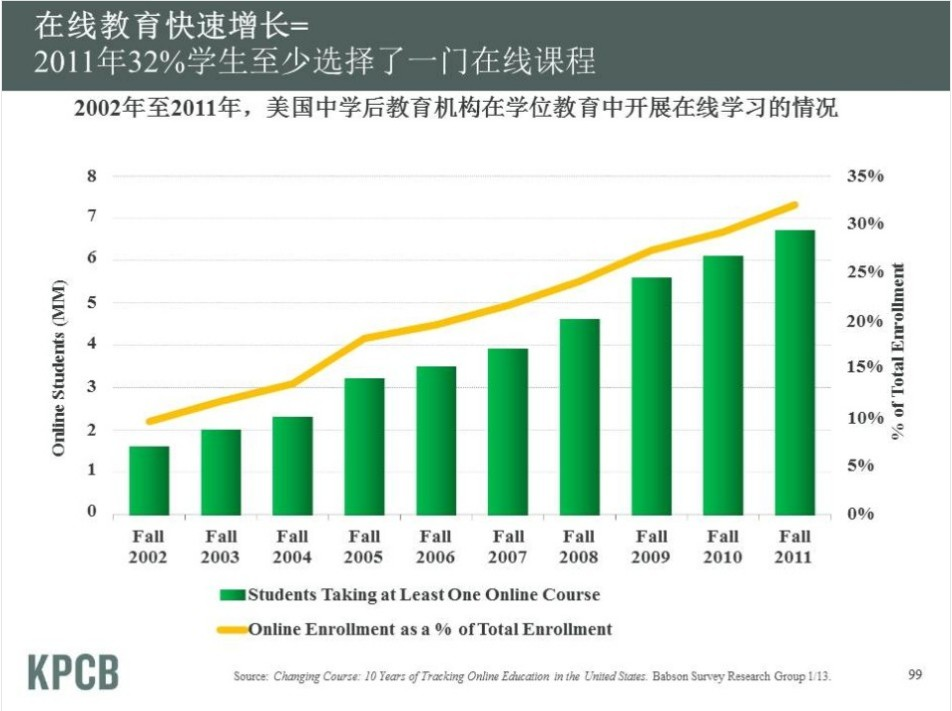 在线教育快速增长=
2011年32%学生至少选择了一门在线课程
2002年至2011年，美国中学后教育机构在学位教育中开展在线学习的情况
8
7
6
5
4
3
2
1
0
Online Students (MM)
35%
30%
25%
20%
15%
10%
5%
0%
% of Total Enrollment
Fall Fall Fall Fall Fall Fall Fall Fall Fall Fall
2002 2003 2004 2005 2006 2007 2008 2009 2010 2011
Students Taking at Least One Online Course
Online Enrollment as a % of Total Enrollment
KPCB
Source: Changing Course: 10 Years of Tracking Online Education in the United States. Babson Survey Research Group 1/13.
99